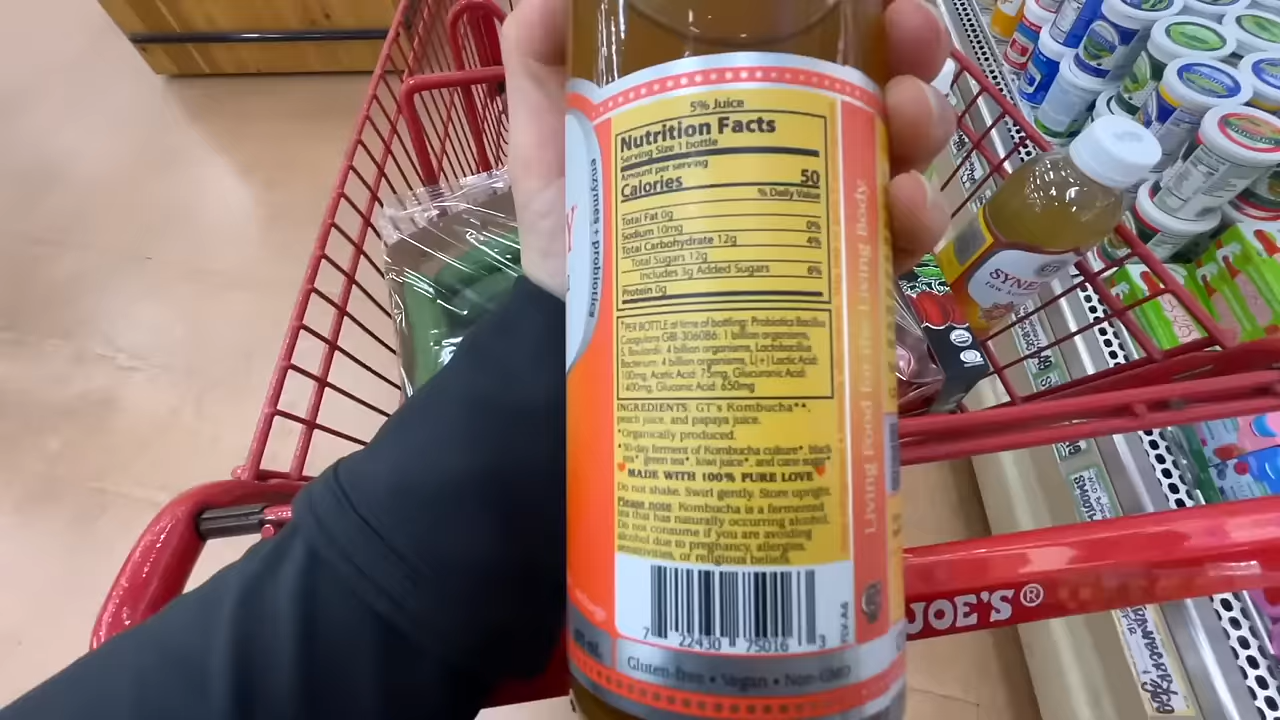 5% Juice
Nutrition Facts
Serving Size 1 bottle
Amount per serving
Calories 50
% Daily Value
Total Fat 0g 0%
Sodium 10mg
Total Carbohydrate 12g 4%
Total Sugars 12g
Includes 3g Added Sugars 6%
Protein 0g
PER BOTTLE at time of bottling: Probiotics Bacillus
Coagulans GBI-306086: 1 billion organisms,
S. Boulardii: 4 billion organisms, Lactobacillus
Bacterium: 4 billion organisms, L(+) Lactic Acid:
100mg, Acetic Acid: 75mg, Glucuronic Acid:
1400mg, Gluconic Acid: 650mg
INGREDIENTS: GT's Kombucha**,
peach juice, and papaya juice.
*Organically produced.
30-day ferment of Kombucha culture*, black
tea*, green tea*, kiwi juice*, and cane sugar*
MADE WITH 100% PURE LOVE
Do not shake. Swirl gently. Store upright.
Please note: Kombucha is a fermented
tea that has naturally occurring alcohol.
Do not consume if you are avoiding
alcohol due to pregnancy, allergies,
sensitivities, or religious beliefs.
7 22430 75016 3
Gluten-free • Vegan • Non-GMO
enzymes + probiotics
Living Food for the Living Body
JOE'S®